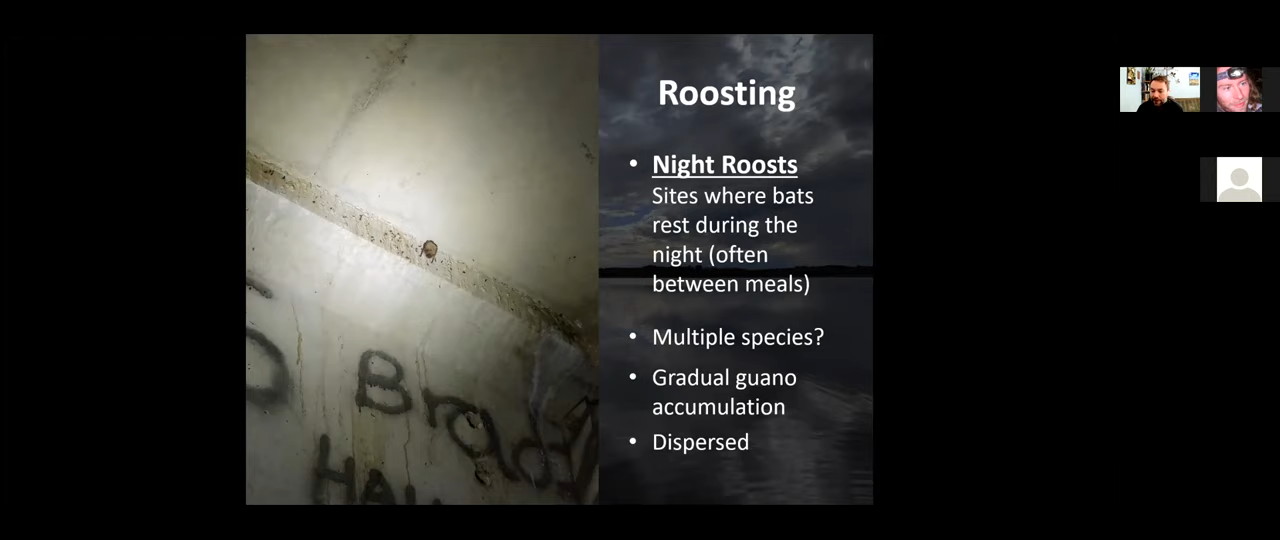 Roosting
• Night Roosts
Sites where bats
rest during the
night (often
between meals)
• Multiple species?
• Gradual guano
accumulation
• Dispersed